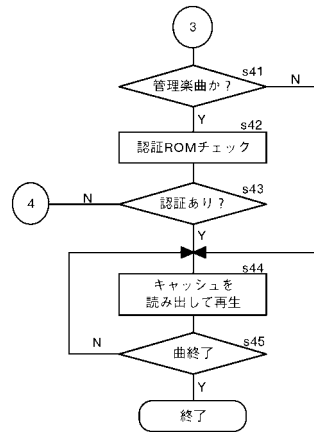 3
s41
管理楽曲か？
N
Y
s42
認証ROMチェック
s43
認証あり？
N
4
Y
s44
キャッシュを
読み出して再生
s45
曲終了
N
Y
終了